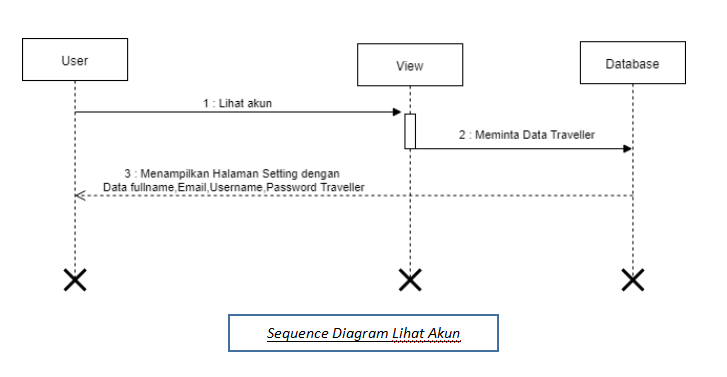 User
View
Database
1 : Lihat akun
2 : Meminta Data Traveller
3 : Menampilkan Halaman Setting dengan
Data fullname,Email,Username,Password Traveller
Sequence Diagram Lihat Akun